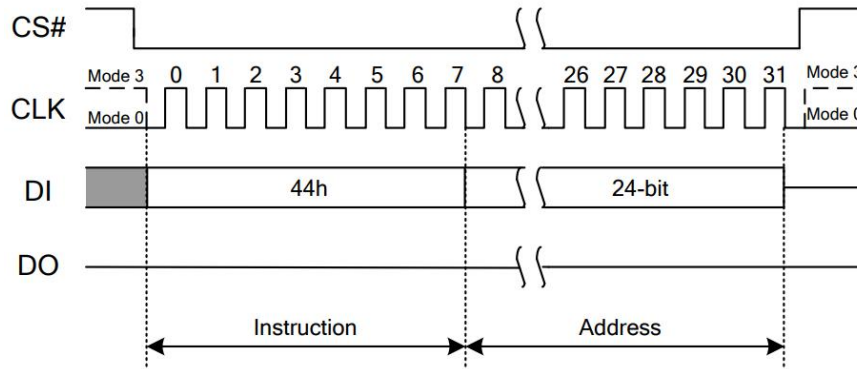 CS#
Mode 3 0 1 2 3 4 5 6 7 8 26 27 28 29 30 31 Mode 3
CLK
Mode 0 Mode 0
DI 44h 24-bit
DO
Instruction Address